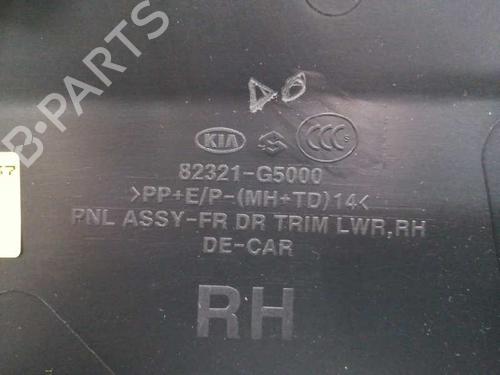 B-PARTS
KIA CCC S
82321-G5000
>PP+E/P-(MH+TD)14<
PNL ASSY-FR DR TRIM LWR,RH
DE-CAR
RH